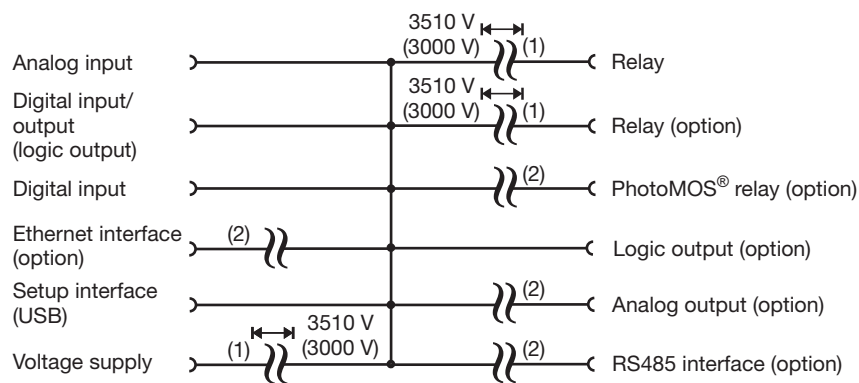 3510 V
(3000 V)
(1)
Analog input
Relay
3510 V
(3000 V)
(1)
Digital input/
output
(logic output)
Relay (option)
Digital input
(2)
PhotoMOS® relay (option)
Ethernet interface
(option)
(2)
Logic output (option)
Setup interface
(USB)
(2)
Analog output (option)
3510 V
(3000 V)
Voltage supply
(1)
(2)
RS485 interface (option)